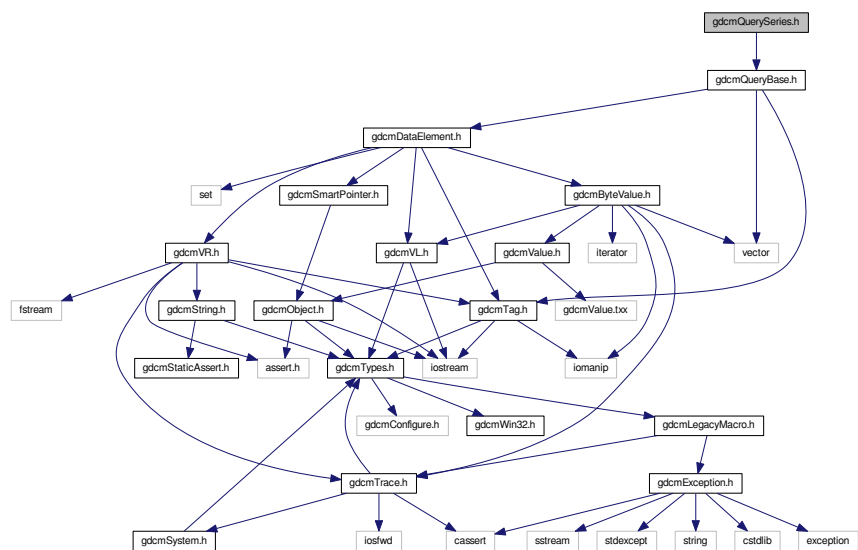 gdcmQuerySeries.h
gdcmQueryBase.h
gdcmDataElement.h
set
gdcmSmartPointer.h
gdcmByteValue.h
gdcmVR.h
gdcmVL.h
gdcmValue.h
iterator
vector
fstream
gdcmString.h
gdcmObject.h
gdcmTag.h
gdcmValue.txx
gdcmStaticAssert.h
assert.h
gdcmTypes.h
iostream
iomanip
gdcmConfigure.h
gdcmWin32.h
gdcmLegacyMacro.h
gdcmTrace.h
gdcmException.h
gdcmSystem.h
iosfwd
cassert
sstream
stdexcept
string
cstdlib
exception